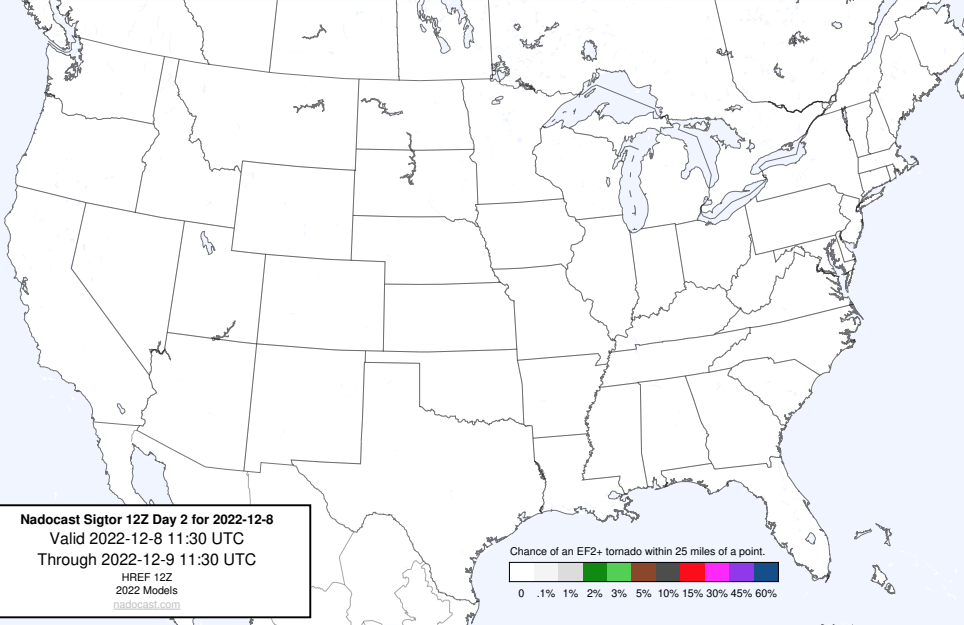 Nadocast Sigtor 12Z Day 2 for 2022-12-8
Valid 2022-12-8 11:30 UTC
Through 2022-12-9 11:30 UTC
HREF 12Z
2022 Models
nadocast.com
Chance of an EF2+ tornado within 25 miles of a point.
0 .1% 1% 2% 3% 5% 10% 15% 30% 45% 60%